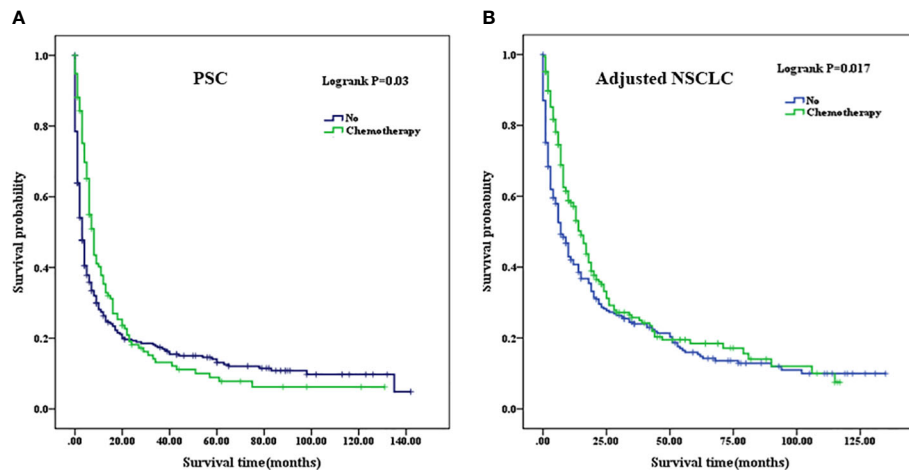 A
B
PSC
Logrank P=0.03
No
Chemotherapy
Survival probability
1.0
0.8
0.6
0.4
0.2
0.0
.00 20.00 40.00 60.00 80.00 100.00 120.00 140.00
Survival time(months)
Adjusted NSCLC
Logrank P=0.017
No
Chemotherapy
Survival probability
1.0
0.8
0.6
0.4
0.2
0.0
.00 25.00 50.00 75.00 100.00 125.00
Survival time(months)